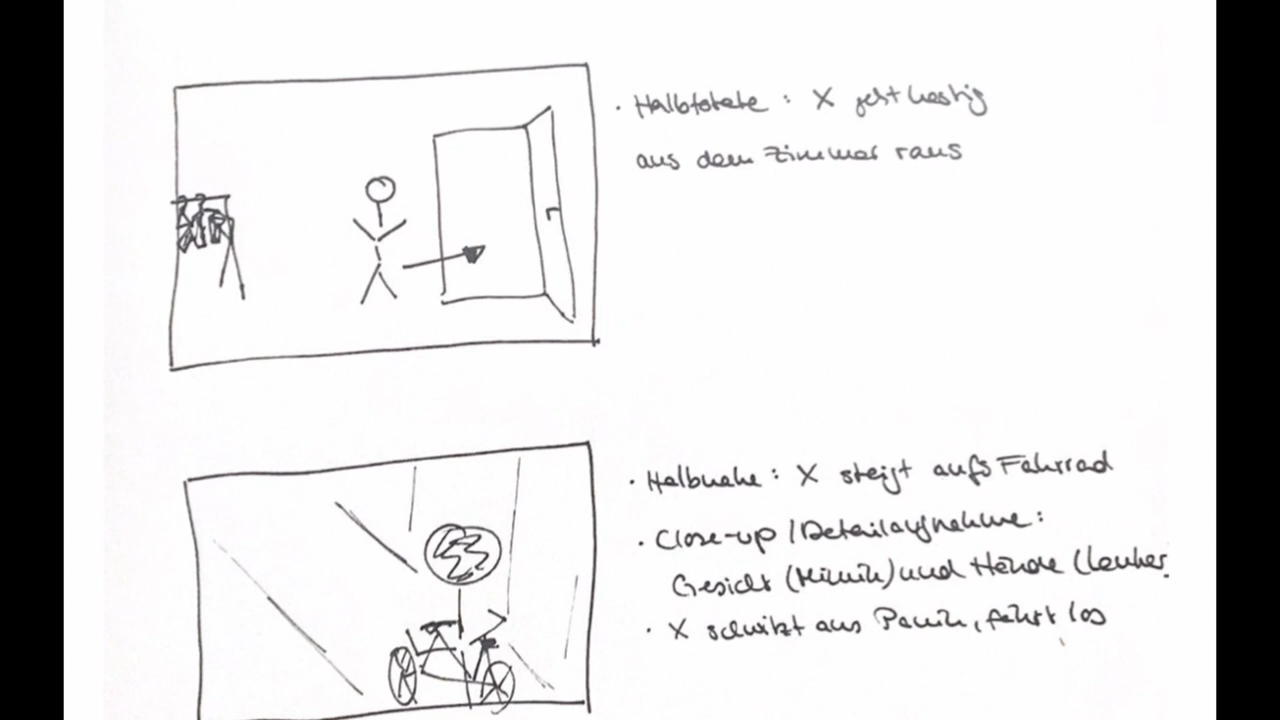 · Halbtotale : X geht hastig
aus dem Zimmer raus
· Halbnahe : X steigt aufs Fahrrad
· Close-up / Detailaufnahme :
Gesicht (Mimik) und Hände (Lenker
· X schwitzt aus Panik, fährt los